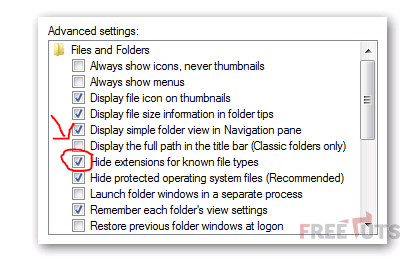 Advanced settings:
Files and Folders
Always show icons, never thumbnails
Always show menus
Display file icon on thumbnails
Display file size information in folder tips
Display simple folder view in Navigation pane
Display the full path in the title bar (Classic folders only)
Hide extensions for known file types
Hide protected operating system files (Recommended)
Launch folder windows in a separate process
Remember each folder's view settings
Restore previous folder windows at logon
FREETUTS